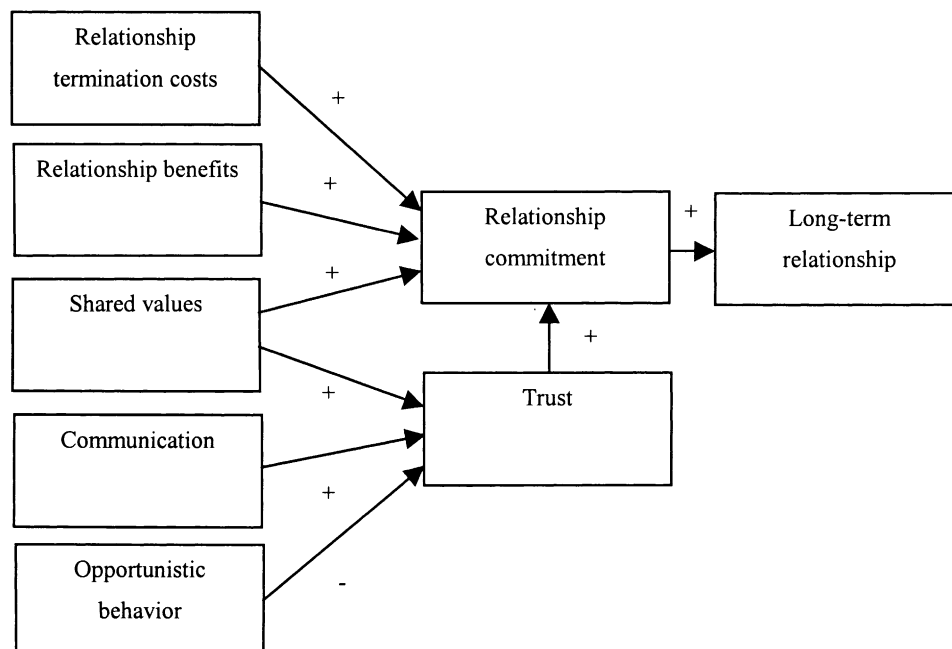 Relationship
termination costs
+
Relationship benefits
+
Relationship
commitment
+
Long-term
relationship
Shared values
+
+
+
Trust
Communication
+
Opportunistic
behavior
-